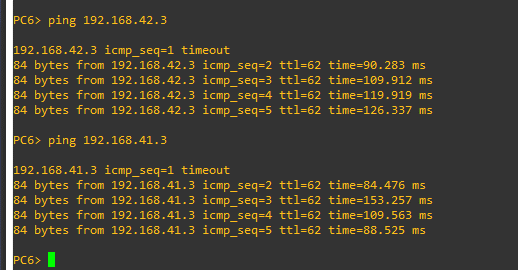 PC6> ping 192.168.42.3
192.168.42.3 icmp_seq=1 timeout
84 bytes from 192.168.42.3 icmp_seq=2 ttl=62 time=90.283 ms
84 bytes from 192.168.42.3 icmp_seq=3 ttl=62 time=109.912 ms
84 bytes from 192.168.42.3 icmp_seq=4 ttl=62 time=119.919 ms
84 bytes from 192.168.42.3 icmp_seq=5 ttl=62 time=126.337 ms
PC6> ping 192.168.41.3
192.168.41.3 icmp_seq=1 timeout
84 bytes from 192.168.41.3 icmp_seq=2 ttl=62 time=84.476 ms
84 bytes from 192.168.41.3 icmp_seq=3 ttl=62 time=153.257 ms
84 bytes from 192.168.41.3 icmp_seq=4 ttl=62 time=109.563 ms
84 bytes from 192.168.41.3 icmp_seq=5 ttl=62 time=88.525 ms
PC6>